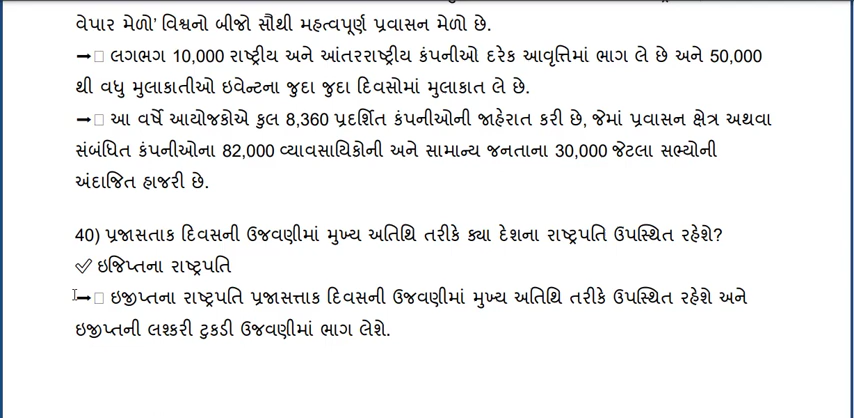 વેપાર મેળો' વિશ્વનો બીજો સૌથી મહત્વપૂર્ણ પ્રવાસન મેળો છે.
→□ લગભગ 10,000 રાષ્ટ્રીય અને આંતરરાષ્ટ્રીય કંપનીઓ દરેક આવૃત્તિમાં ભાગ લે છે અને 50,000
થી વધુ મુલાકાતીઓ ઇવેન્ટના જુદા જુદા દિવસોમાં મુલાકાત લે છે.
→□ આ વર્ષે આયોજકોએ કુલ 8,360 પ્રદર્શિત કંપનીઓની જાહેરાત કરી છે, જેમાં પ્રવાસન ક્ષેત્ર અથવા
સંબંધિત કંપનીઓના 82,000 વ્યાવસાયિકોની અને સામાન્ય જનતાના 30,000 જેટલા સભ્યોની
અંદાજિત હાજરી છે.
40) પ્રજાસતાક દિવસની ઉજવણીમાં મુખ્ય અતિથિ તરીકે ક્યા દેશના રાષ્ટ્રપતિ ઉપસ્થિત રહેશે?
✓ ઇજિપ્તના રાષ્ટ્રપતિ
→□ ઇજીપ્તના રાષ્ટ્રપતિ પ્રજાસત્તાક દિવસની ઉજવણીમાં મુખ્ય અતિથિ તરીકે ઉપસ્થિત રહેશે અને
ઇજીપ્તની લશ્કરી ટુકડી ઉજવણીમાં ભાગ લેશે.